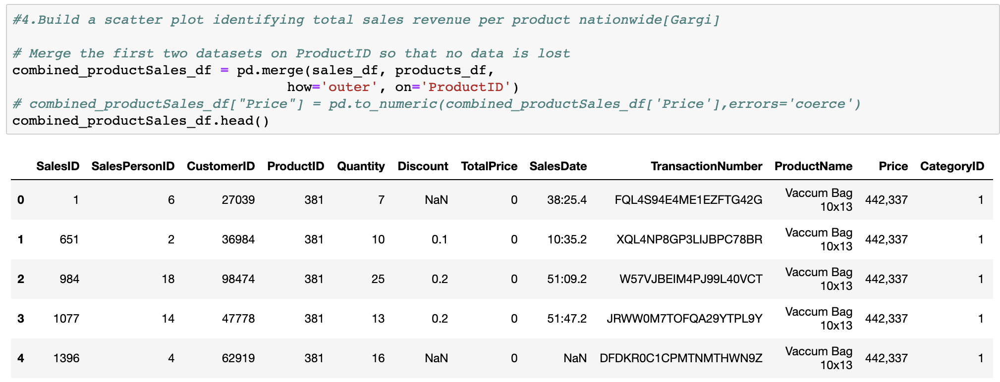 #4.Build a scatter plot identifying total sales revenue per product nationwide[Gargi]
# Merge the first two datasets on ProductID so that no data is lost
combined_productSales_df = pd.merge(sales_df, products_df,
how='outer', on='ProductID')
# combined_productSales_df["Price"] = pd.to_numeric(combined_productSales_df['Price'],errors='coerce')
combined_productSales_df.head()
SalesID SalesPersonID CustomerID ProductID Quantity Discount TotalPrice SalesDate TransactionNumber ProductName Price CategoryID
0 1 6 27039 381 7 NaN 0 38:25.4 FQL4S94E4ME1EZFTG42G Vaccum Bag 10x13 442,337 1
1 651 2 36984 381 10 0.1 0 10:35.2 XQL4NP8GP3LIJBPC78BR Vaccum Bag 10x13 442,337 1
2 984 18 98474 381 25 0.2 0 51:09.2 W57VJBEIM4PJ99L40VCT Vaccum Bag 10x13 442,337 1
3 1077 14 47778 381 13 0.2 0 51:47.2 JRWW0M7TOFQA29YTPL9Y Vaccum Bag 10x13 442,337 1
4 1396 4 62919 381 16 NaN 0 NaN DFDKR0C1CPMTNMTHWN9Z Vaccum Bag 10x13 442,337 1